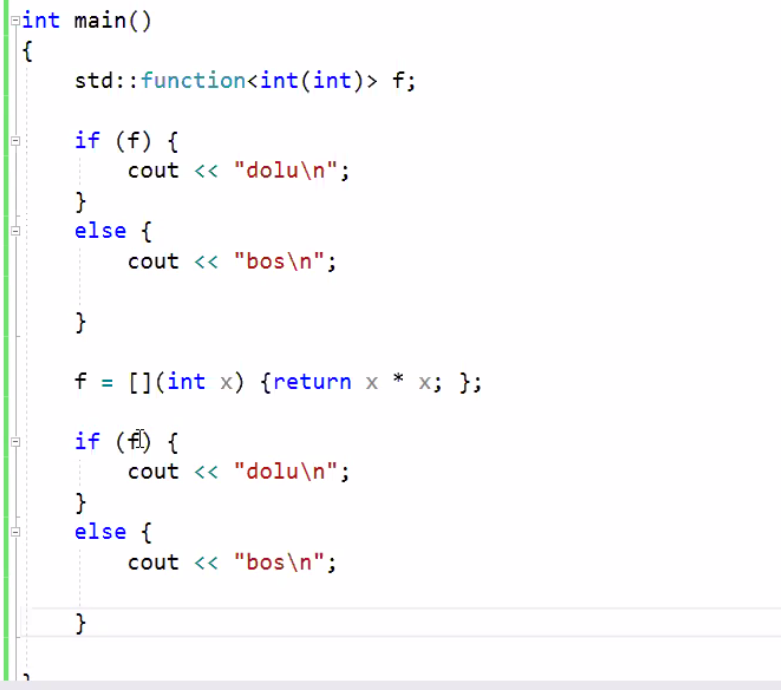 int main()
{
    std::function<int(int)> f;
    if (f) {
        cout << "dolu\n";
    }
    else {
        cout << "bos\n";
    }
    f = [](int x) {return x * x; };
    if (f) {
        cout << "dolu\n";
    }
    else {
        cout << "bos\n";
    }